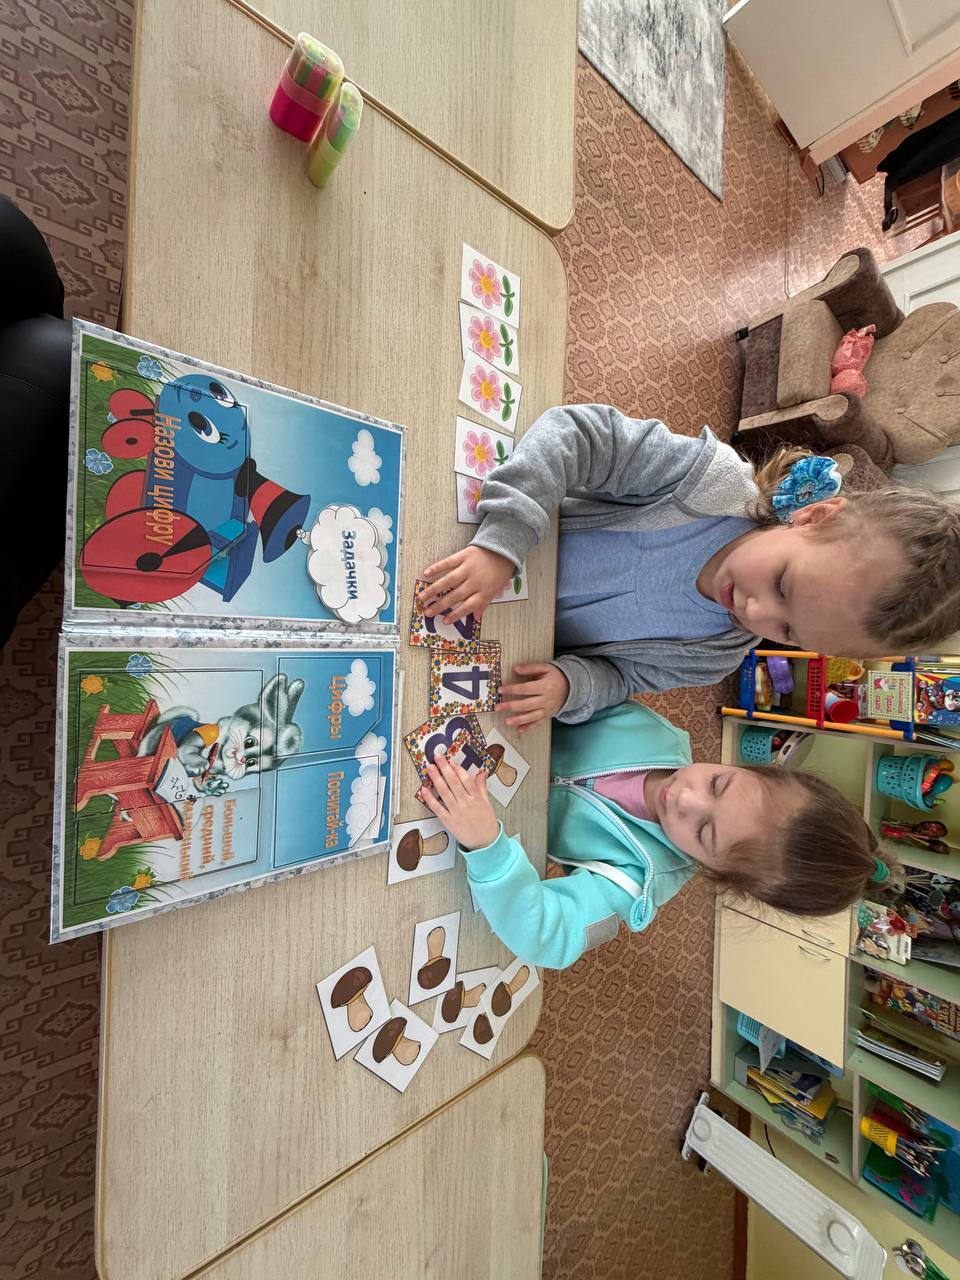 Назови цифру
Задачки
Цифры
Посчитай-ка
Большой,
средний,
маленький
2
4
3